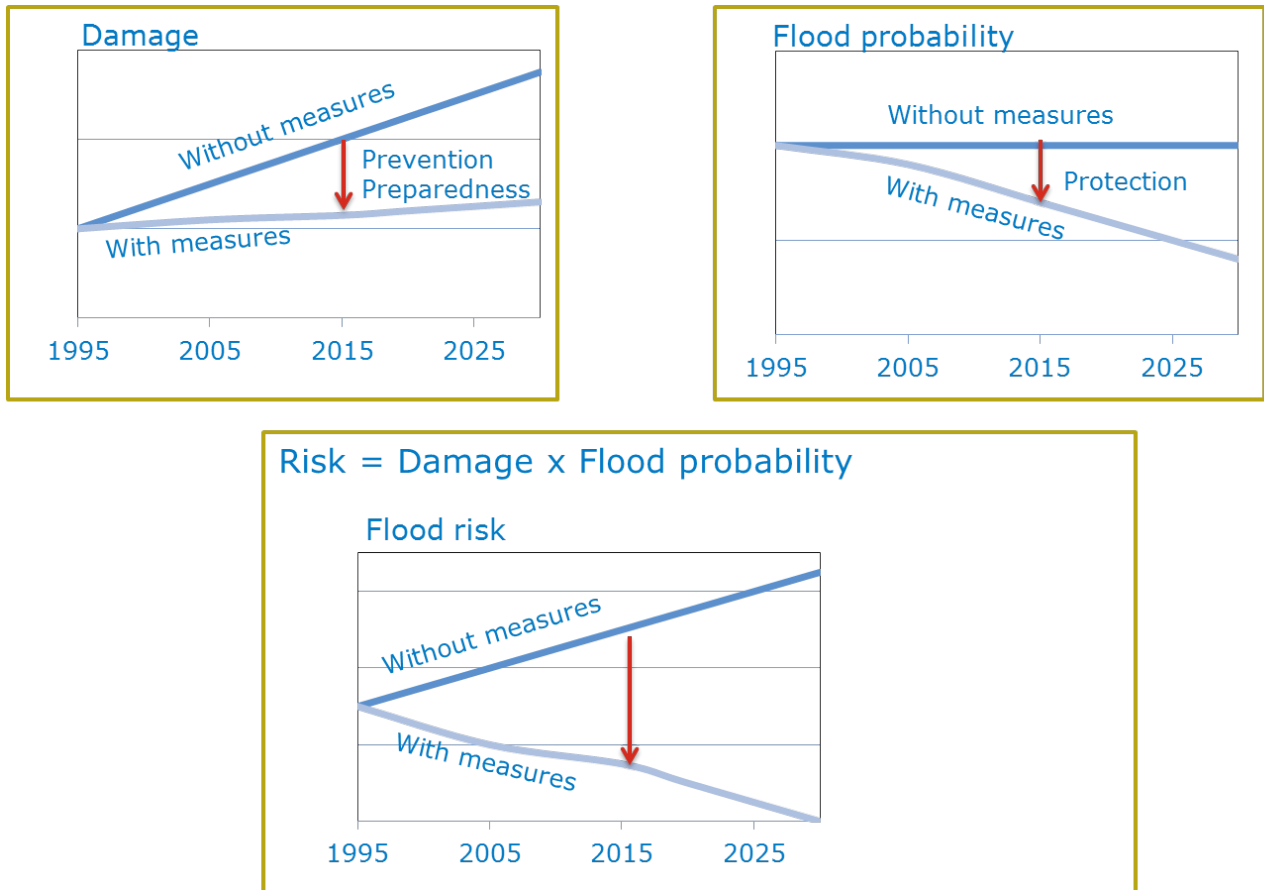 Damage
Without measures
Prevention
Preparedness
With measures
1995 2005 2015 2025
Flood probability
Without measures
Protection
With measures
1995 2005 2015 2025
Risk = Damage x Flood probability
Flood risk
Without measures
With measures
1995 2005 2015 2025